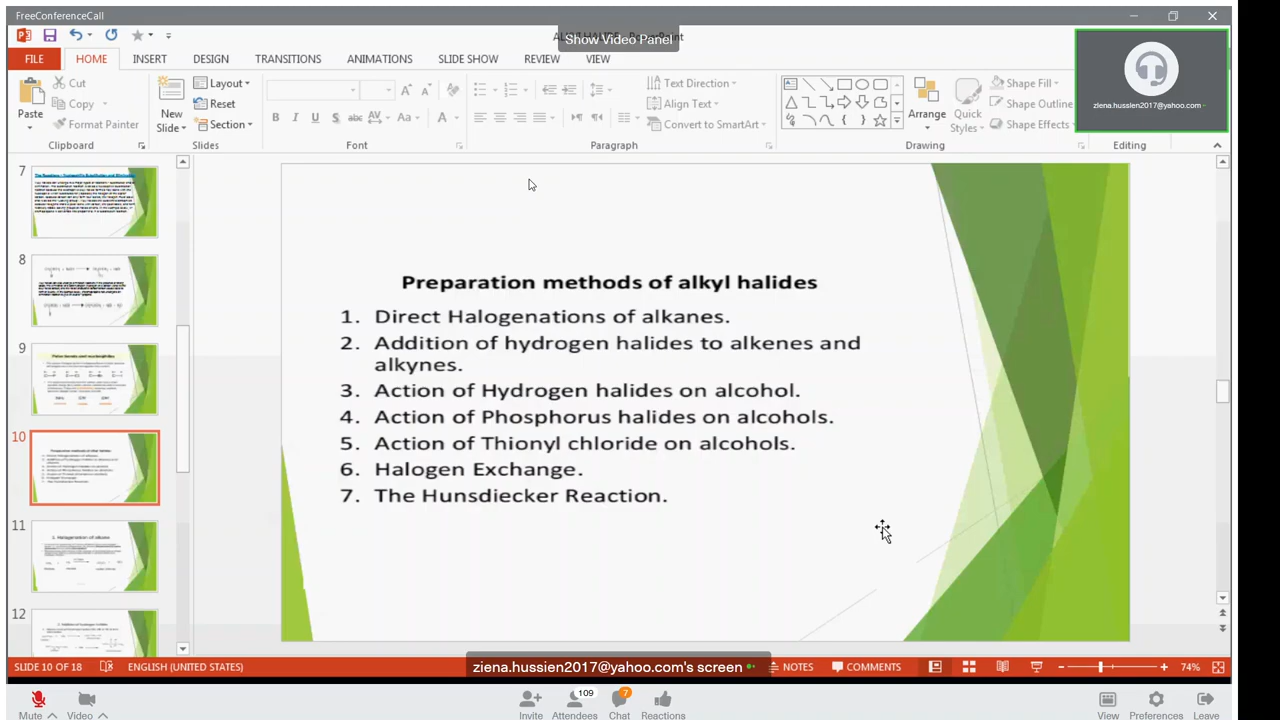 FreeConferenceCall
Show Video Panel
FILE HOME INSERT DESIGN TRANSITIONS ANIMATIONS SLIDE SHOW REVIEW VIEW
ziena.hussien2017@yahoo.com
Paste
Cut
Copy
Format Painter
Clipboard
New Slide
Layout
Reset
Section
Slides
Font
Text Direction
Align Text
Convert to SmartArt
Paragraph
Arrange
Quick Styles
Shape Fill
Shape Outline
Shape Effects
Drawing
Editing
7
8
9
10
11
12
Preparation methods of alkyl halides
1. Direct Halogenations of alkanes.
2. Addition of hydrogen halides to alkenes and
alkynes.
3. Action of Hydrogen halides on alcohol.
4. Action of Phosphorus halides on alcohols.
5. Action of Thionyl chloride on alcohols.
6. Halogen Exchange.
7. The Hunsdiecker Reaction.
SLIDE 10 OF 18 ENGLISH (UNITED STATES) ziena.hussien2017@yahoo.com's screen NOTES COMMENTS 74%
109 7
Mute Video Invite Attendees Chat Reactions View Preferences Leave